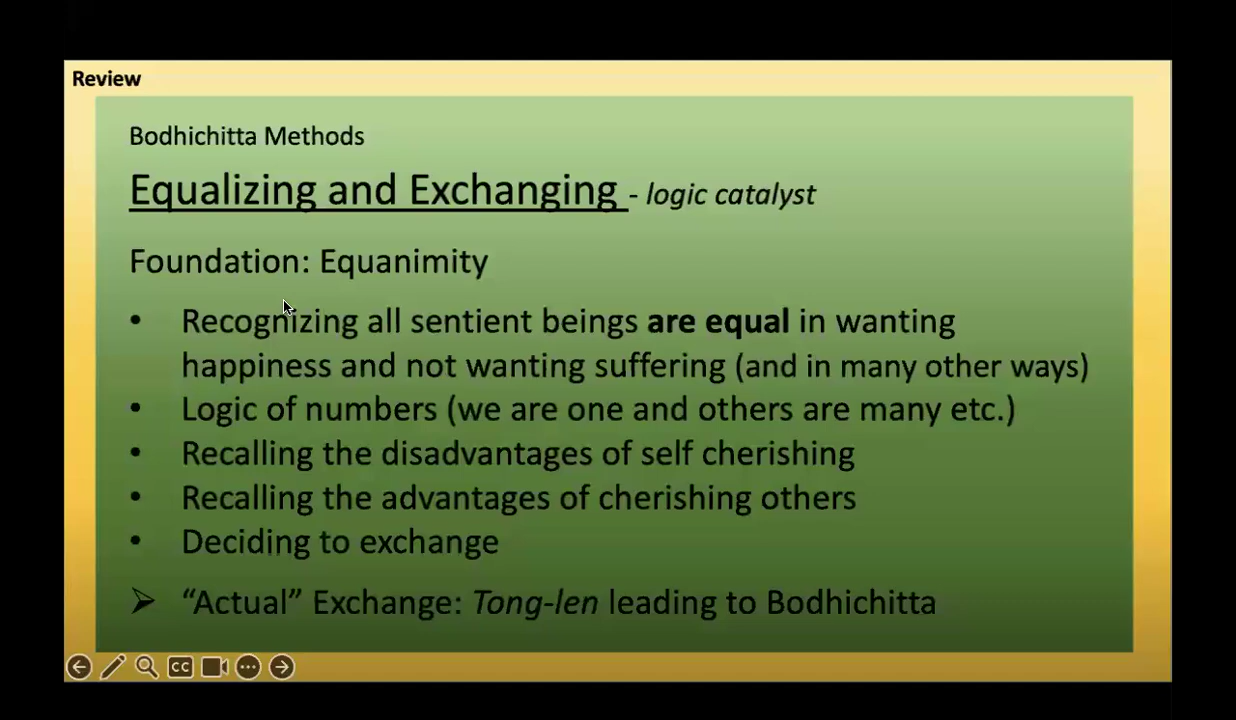 Review
Bodhichitta Methods
Equalizing and Exchanging - logic catalyst
Foundation: Equanimity
• Recognizing all sentient beings are equal in wanting
happiness and not wanting suffering (and in many other ways)
• Logic of numbers (we are one and others are many etc.)
• Recalling the disadvantages of self cherishing
• Recalling the advantages of cherishing others
• Deciding to exchange
➢ “Actual” Exchange: Tong-len leading to Bodhichitta
CC